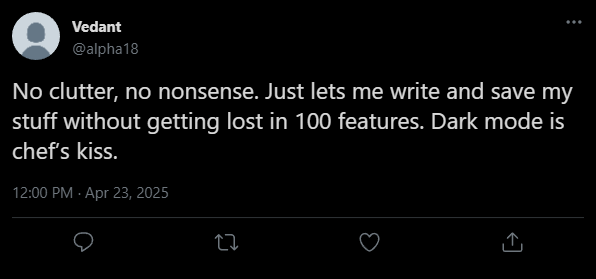 Vedant
@alpha18
No clutter, no nonsense. Just lets me write and save my
stuff without getting lost in 100 features. Dark mode is
chef’s kiss.
12:00 PM · Apr 23, 2025